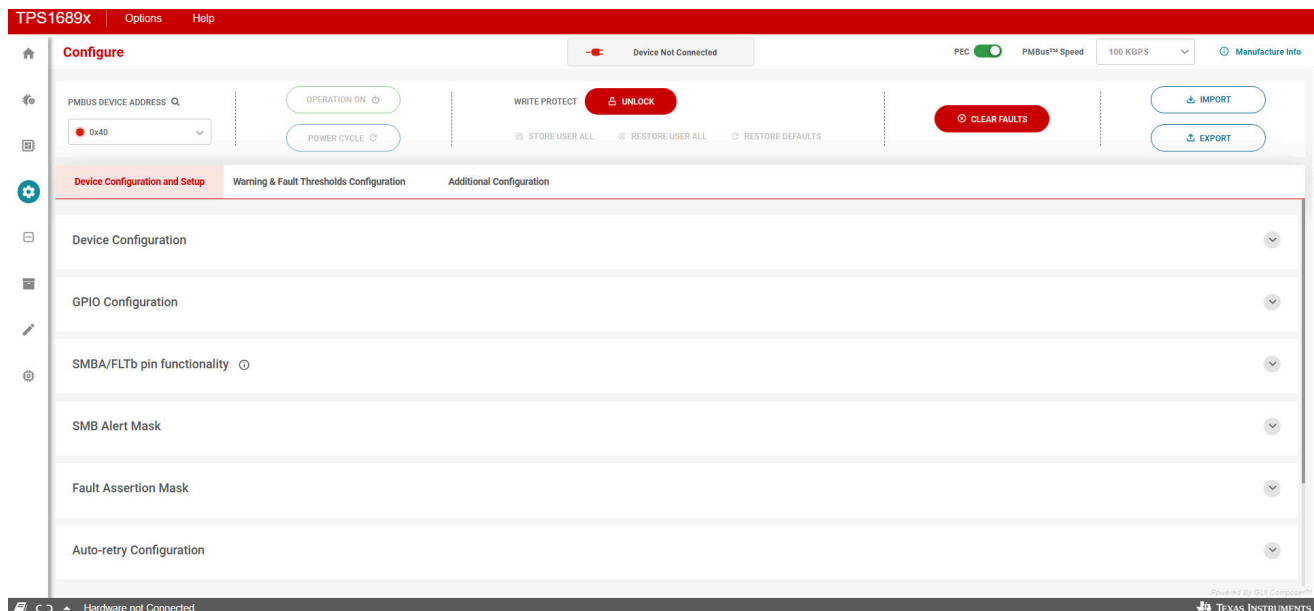 TPS1689x Options Help
Configure
Device Not Connected
PEC
PMBus™ Speed
100 KBPS
Manufacture Info
PMBUS DEVICE ADDRESS
0x40
OPERATION ON
POWER CYCLE
WRITE PROTECT
UNLOCK
STORE USER ALL
RESTORE USER ALL
RESTORE DEFAULTS
CLEAR FAULTS
IMPORT
EXPORT
Device Configuration and Setup
Warning & Fault Thresholds Configuration
Additional Configuration
Device Configuration
GPIO Configuration
SMBA/FLTb pin functionality
SMB Alert Mask
Fault Assertion Mask
Auto-retry Configuration
Powered By GUI Composer™
Hardware not Connected
TEXAS INSTRUMENTS